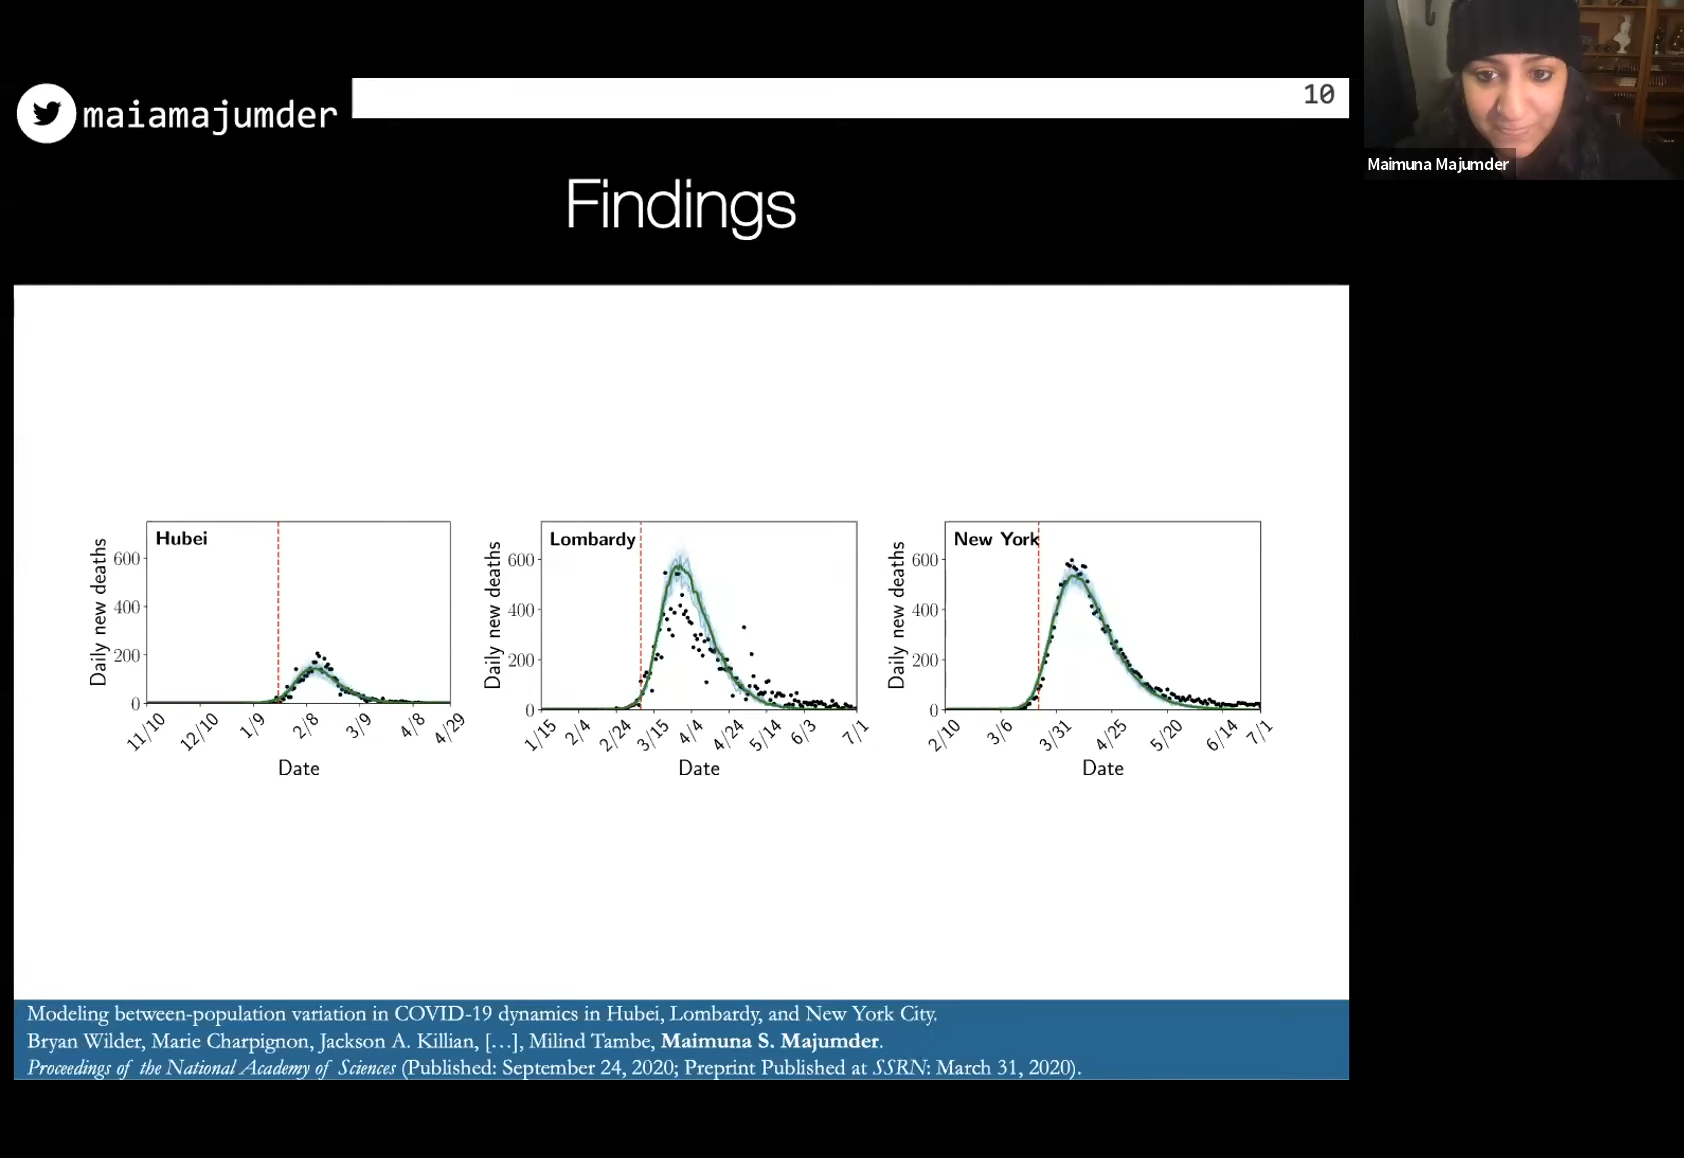 maiamajumder
10
Maimuna Majumder
Findings
Hubei
Daily new deaths
600
400
200
0
11/10
12/10
1/9
2/8
3/9
4/8
4/29
Date
Lombardy
Daily new deaths
600
400
200
0
1/15
2/4
2/24
3/15
4/4
4/24
5/14
6/3
7/1
Date
New York
Daily new deaths
600
400
200
0
2/10
3/6
3/31
4/25
5/20
6/14
7/1
Date
Modeling between-population variation in COVID-19 dynamics in Hubei, Lombardy, and New York City.
Bryan Wilder, Marie Charpignon, Jackson A. Killian, […], Milind Tambe, Maimuna S. Majumder.
Proceedings of the National Academy of Sciences (Published: September 24, 2020; Preprint Published at SSRN: March 31, 2020).